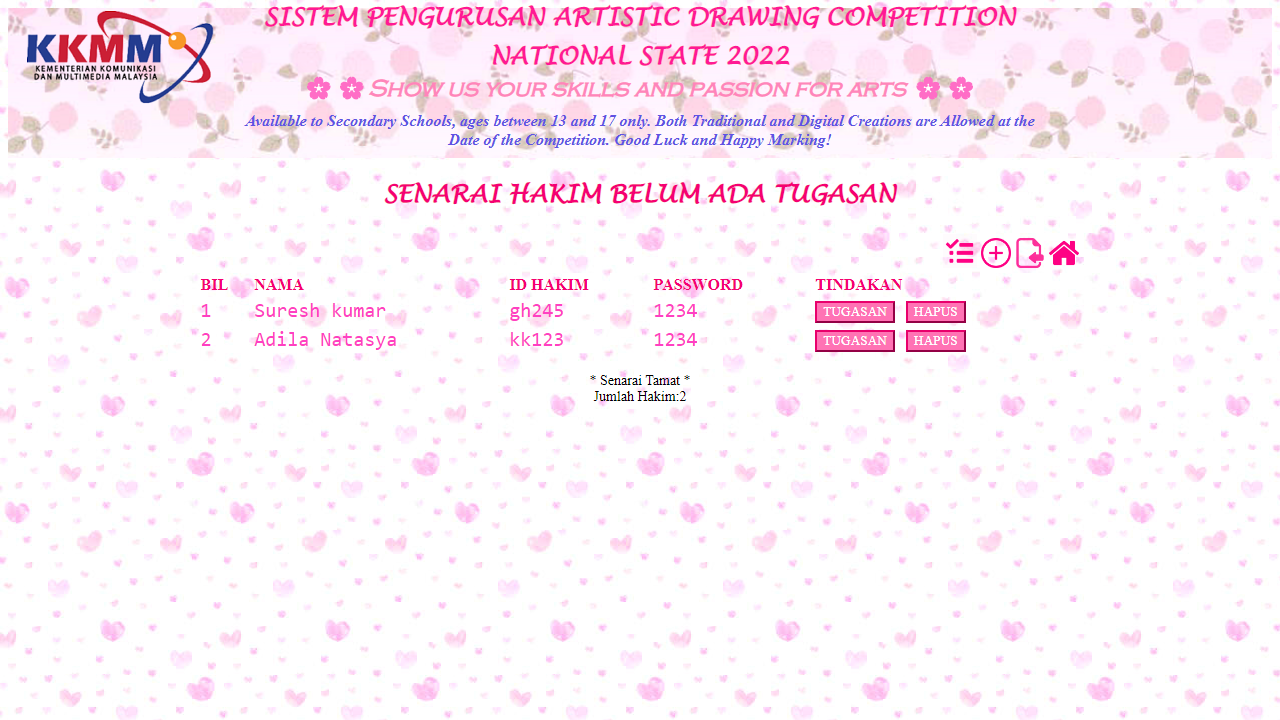 KKMM
KEMENTERIAN KOMUNIKASI
DAN MULTIMEDIA MALAYSIA
SISTEM PENGURUSAN ARTISTIC DRAWING COMPETITION
NATIONAL STATE 2022
Show us your skills and passion for arts
Available to Secondary Schools, ages between 13 and 17 only. Both Traditional and Digital Creations are Allowed at the
Date of the Competition. Good Luck and Happy Marking!
SENARAI HAKIM BELUM ADA TUGASAN
BIL NAMA ID HAKIM PASSWORD TINDAKAN
1 Suresh kumar gh245 1234 TUGASAN HAPUS
2 Adila Natasya kk123 1234 TUGASAN HAPUS
* Senarai Tamat *
Jumlah Hakim:2